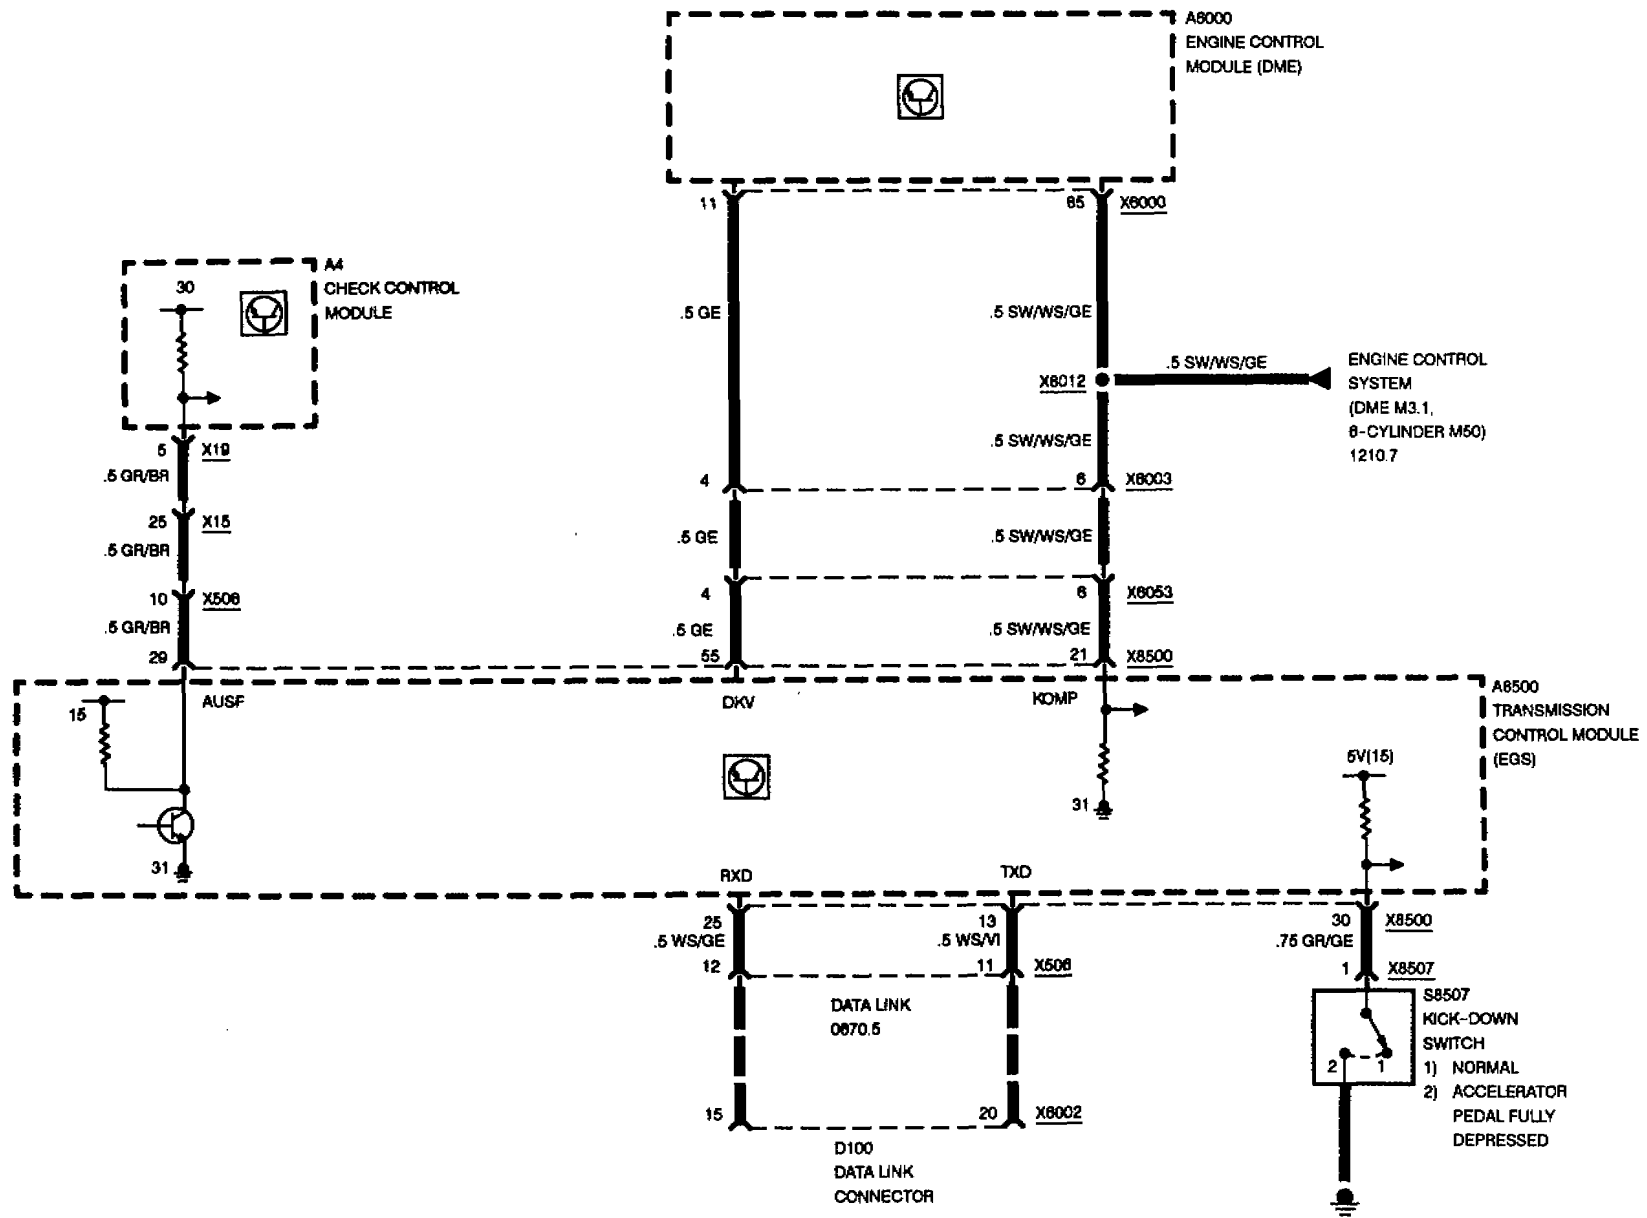 A6000
ENGINE CONTROL
MODULE (DME)
11
65
X6000
A4
CHECK CONTROL
MODULE
30
.5 GE
.5 SW/WS/GE
.5 SW/WS/GE
X6012
ENGINE CONTROL
SYSTEM
(DME M3.1,
6-CYLINDER M50)
1210.7
5
X19
.5 GR/BR
.5 SW/WS/GE
4
6
X6003
25
X15
.5 GR/BR
.5 GE
.5 SW/WS/GE
10
X506
4
6
X6053
.5 GR/BR
.5 GE
.5 SW/WS/GE
29
55
21
X8500
AUSF
DKV
KOMP
15
A8500
TRANSMISSION
CONTROL MODULE
(EGS)
5V(15)
31
31
RXD
TXD
25
13
30
X8500
.5 WS/GE
.5 WS/VI
.75 GR/GE
12
11
X506
1
X8507
DATA LINK
0670.5
S8507
KICK-DOWN
SWITCH
2
1
1) NORMAL
2) ACCELERATOR
PEDAL FULLY
DEPRESSED
15
20
X6002
D100
DATA LINK
CONNECTOR